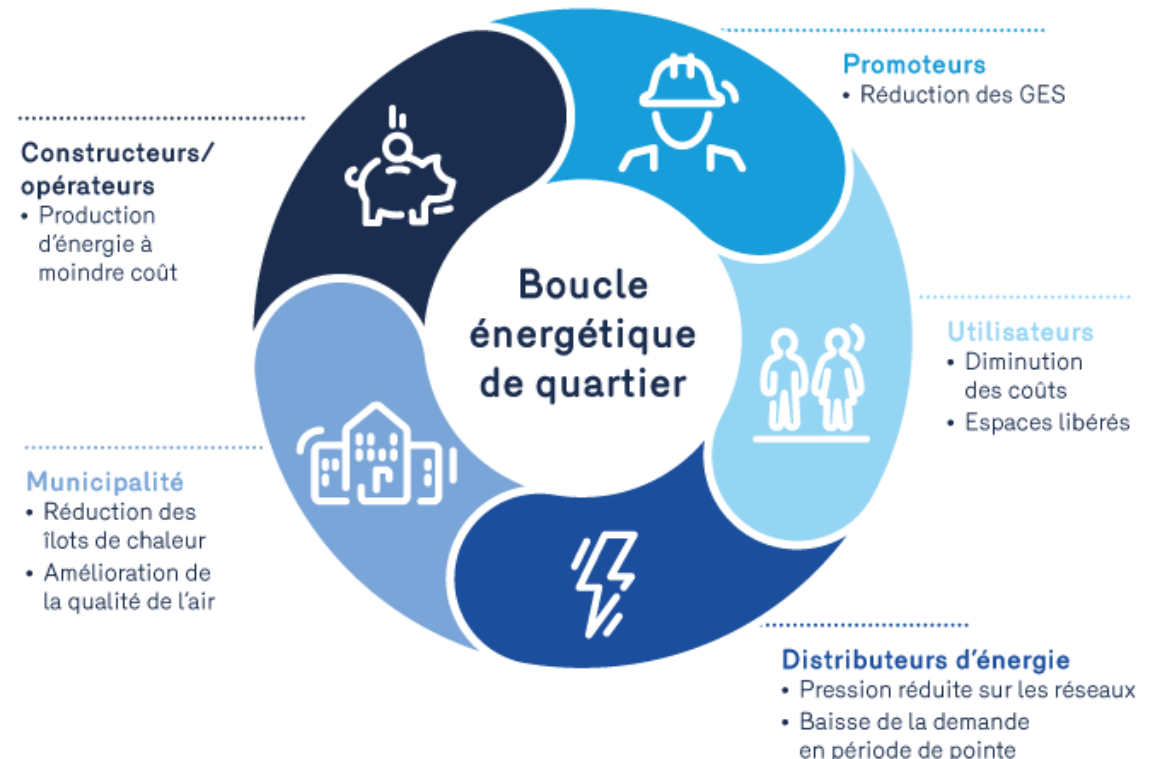 Promoteurs
• Réduction des GES
Constructeurs/
opérateurs
• Production
d'énergie à
moindre coût
Boucle
énergétique
de quartier
Utilisateurs
• Diminution
des coûts
• Espaces libérés
Municipalité
• Réduction des
îlots de chaleur
• Amélioration de
la qualité de l'air
Distributeurs d'énergie
• Pression réduite sur les réseaux
• Baisse de la demande
en période de pointe